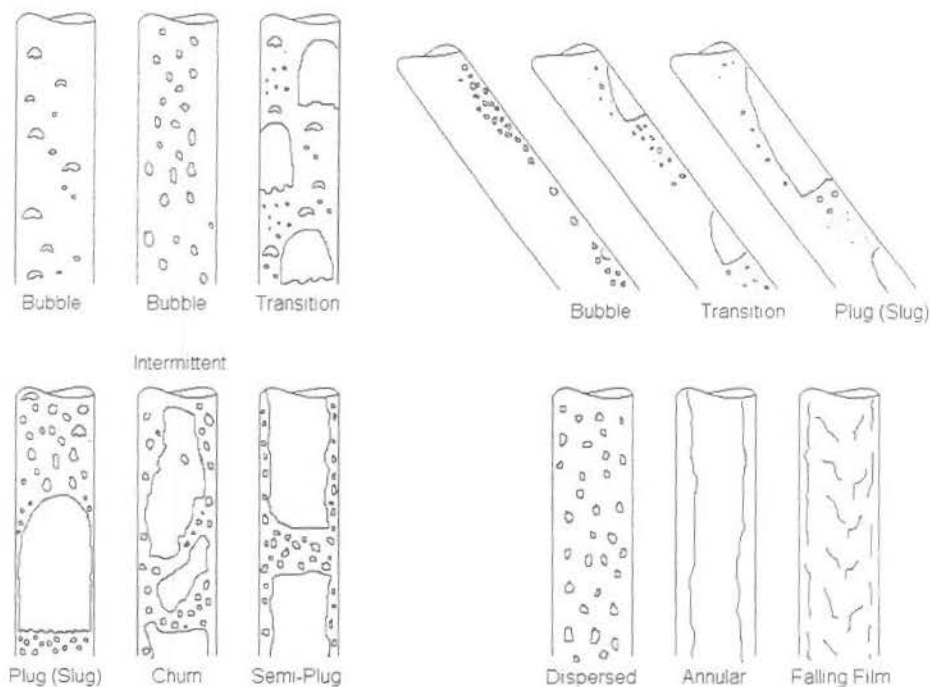 Bubble
Bubble
Transition
Bubble
Transition
Plug (Slug)
Intermittent
Plug (Slug)
Churn
Semi-Plug
Dispersed
Annular
Falling Film